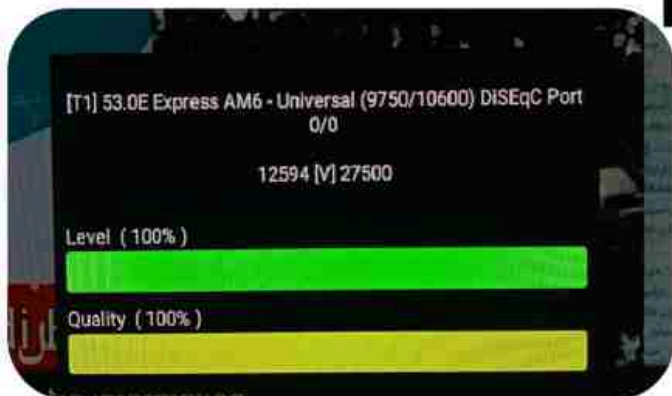 [T1] 53.0E Express AM6 - Universal (9750/10600) DiSEqC Port
0/0
12594 [V] 27500
Level ( 100% )
Quality ( 100% )